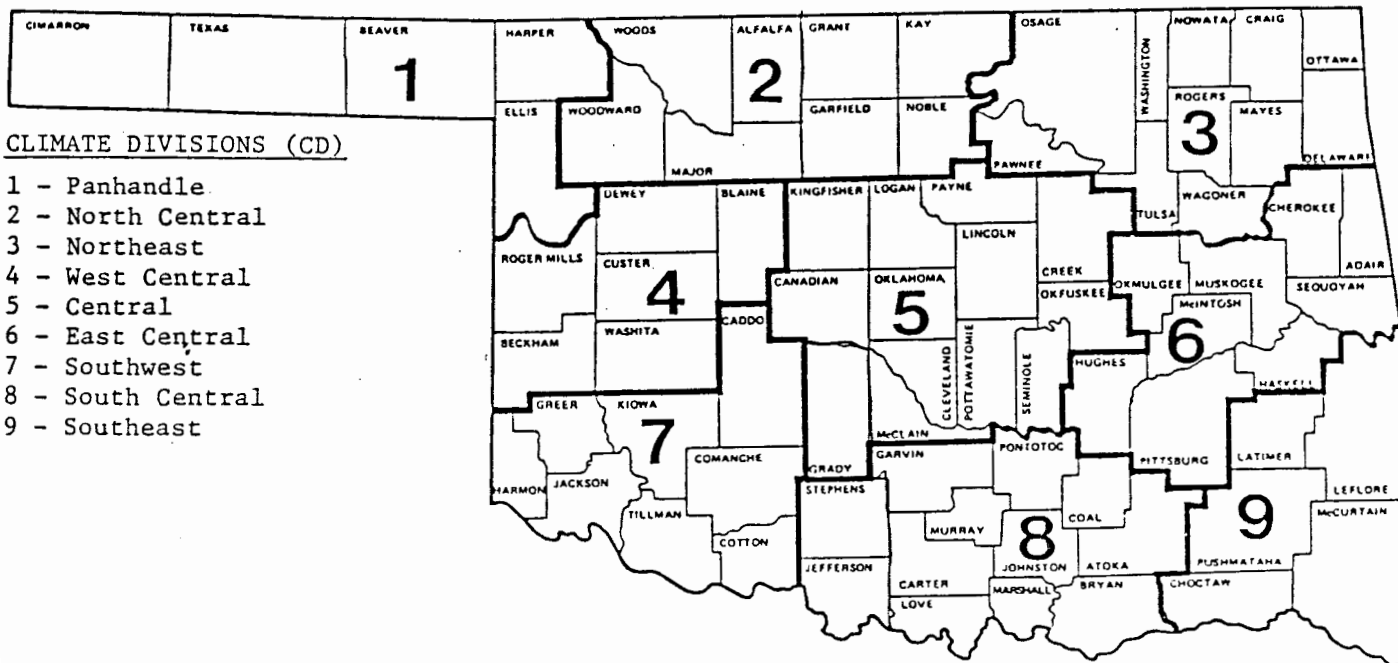 CIMARRON
TEXAS
BEAVER
HARPER
WOODS
ALFALFA
GRANT
KAY
OSAGE
WASHINGTON
NOWATA
CRAIG
OTTAWA
1
2
3
ELLIS
WOODWARD
MAJOR
GARFIELD
NOBLE
PAWNEE
ROGERS
MAYES
DELAWARE
CLIMATE DIVISIONS (CD)
1 - Panhandle
2 - North Central
3 - Northeast
4 - West Central
5 - Central
6 - East Central
7 - Southwest
8 - South Central
9 - Southeast
DEWEY
BLAINE
KINGFISHER
LOGAN
PAYNE
TULSA
WAGONER
CHEROKEE
ADAIR
ROGER MILLS
CUSTER
4
CANADIAN
OKLAHOMA
5
LINCOLN
CREEK
OKMULGEE
MUSKOGEE
SEQUOYAH
BECKHAM
WASHITA
CADDO
CLEVELAND
POTTAWATOMIE
SEMINOLE
OKFUSKEE
McINTOSH
6
HUGHES
HASKELL
GREER
KIOWA
7
COMANCHE
GRADY
McCLAIN
GARVIN
PONTOTOC
PITTSBURG
LATIMER
LEFLORE
HARMON
JACKSON
TILLMAN
COTTON
STEPHENS
MURRAY
8
COAL
9
McCURTAIN
JEFFERSON
CARTER
JOHNSTON
ATOKA
PUSHMATAHA
LOVE
MARSHALL
BRYAN
CHOCTAW